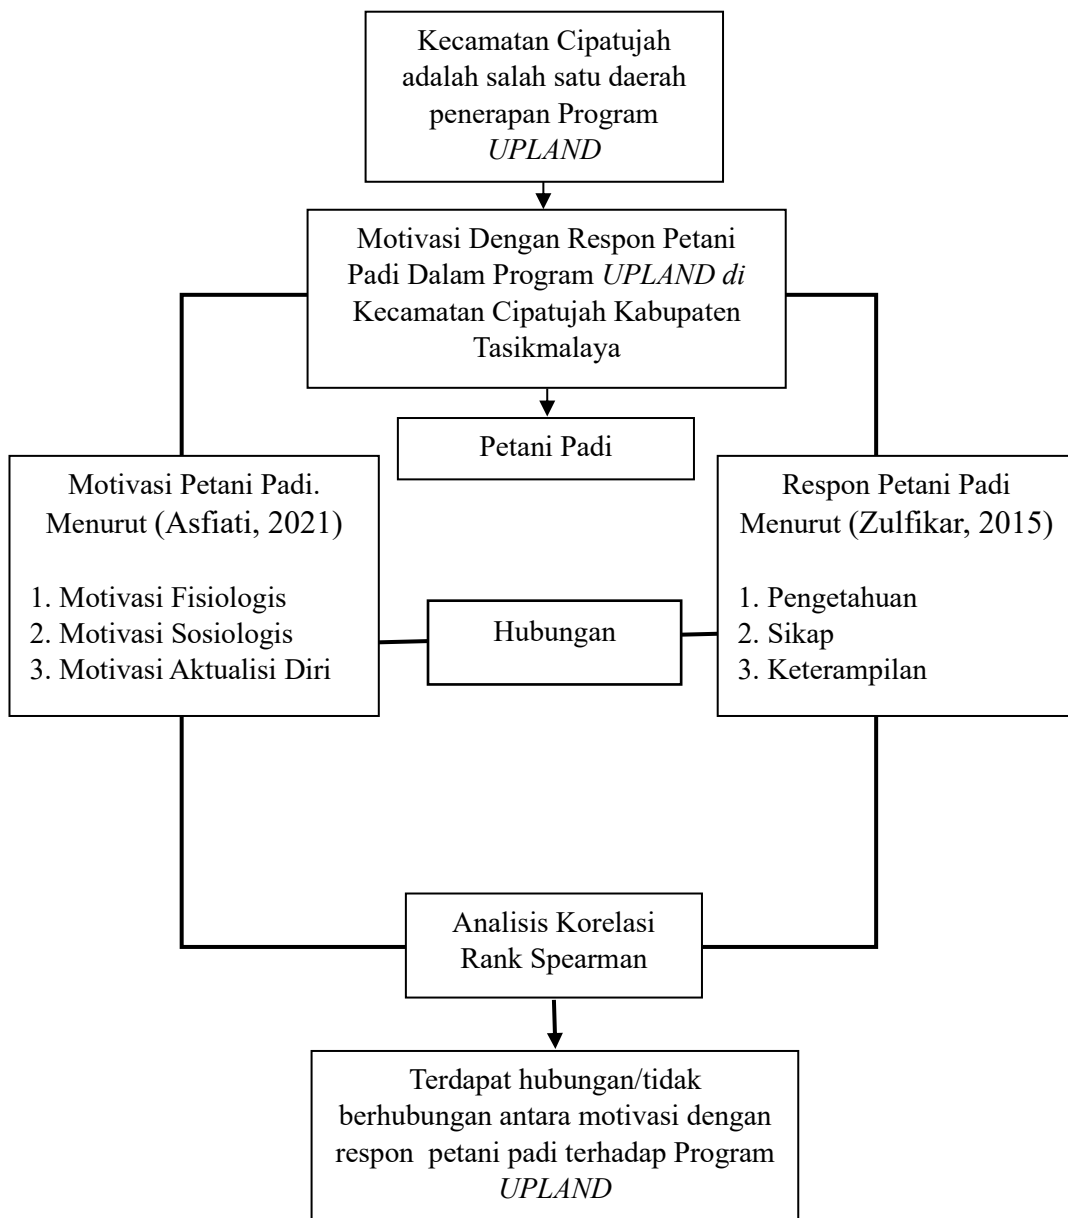 Kecamatan Cipatujah
adalah salah satu daerah
penerapan Program
UPLAND
Motivasi Dengan Respon Petani
Padi Dalam Program UPLAND di
Kecamatan Cipatujah Kabupaten
Tasikmalaya
Petani Padi
Motivasi Petani Padi.
Menurut (Asfiati, 2021)
1. Motivasi Fisiologis
2. Motivasi Sosiologis
3. Motivasi Aktualisi Diri
Hubungan
Respon Petani Padi
Menurut (Zulfikar, 2015)
1. Pengetahuan
2. Sikap
3. Keterampilan
Analisis Korelasi
Rank Spearman
Terdapat hubungan/tidak
berhubungan antara motivasi dengan
respon petani padi terhadap Program
UPLAND